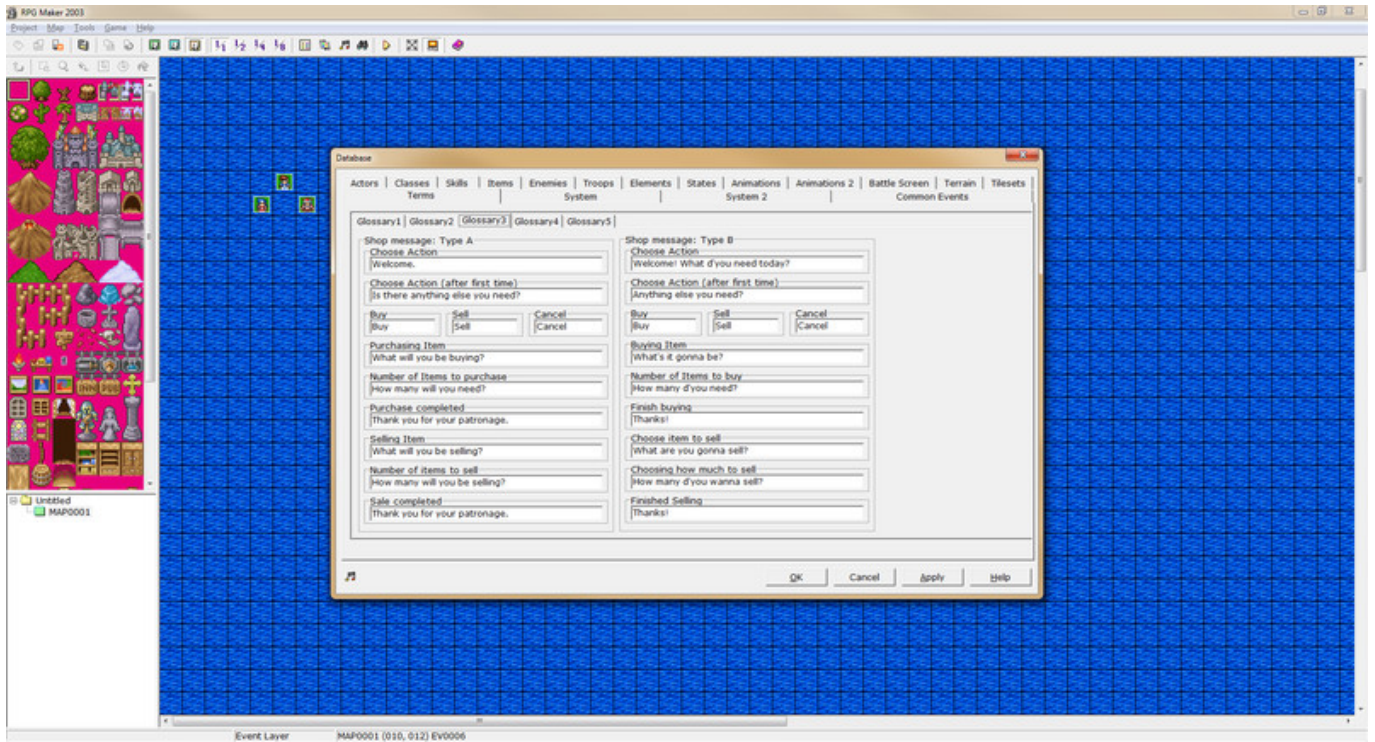 RPG Maker 2003
Project Map Tools Game Help
Database
Actors Classes Skills Items Enemies Troops Elements States Animations Animations 2 Battle Screen Terrain Tilesets
Terms System System 2 Common Events
Glossary1 Glossary2 Glossary3 Glossary4 Glossary5
Shop message: Type A
Choose Action
Welcome.
Choose Action (after first time)
Is there anything else you need?
Buy Sell Cancel
Buy Sell Cancel
Purchasing Item
What will you be buying?
Number of Items to purchase
How many will you need?
Purchase completed
Thank you for your patronage.
Selling Item
What will you be selling?
Number of items to sell
How many will you be selling?
Sale completed
Thank you for your patronage.
Shop message: Type B
Choose Action
Welcome! What d'you need today?
Choose Action (after first time)
Anything else you need?
Buy Sell Cancel
Buy Sell Cancel
Buying Item
What's it gonna be?
Number of Items to buy
How many d'you need?
Finish buying
Thanks!
Choose item to sell
What are you gonna sell?
Choosing how much to sell
How many d'you wanna sell?
Finished Selling
Thanks!
OK Cancel Apply Help
INN PUB
Untitled
MAP0001
Event Layer MAP0001 (010, 012) EV0006